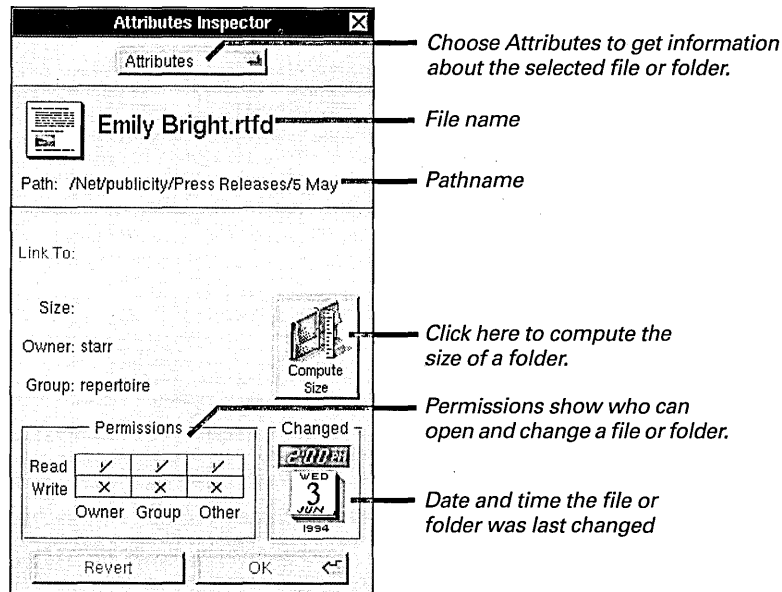 Attributes Inspector
Attributes
Choose Attributes to get information
about the selected file or folder.
Emily Bright.rtfd
File name
Path: /Net/publicity/Press Releases/5 May
Pathname
Link To:
Size:
Owner: starr
Group: repertoire
Compute
Size
Click here to compute the
size of a folder.
Permissions
Read
Write
Owner Group Other
Permissions show who can
open and change a file or folder.
Changed
2:00 PM
WED
3
JUN
1994
Date and time the file or
folder was last changed
Revert
OK